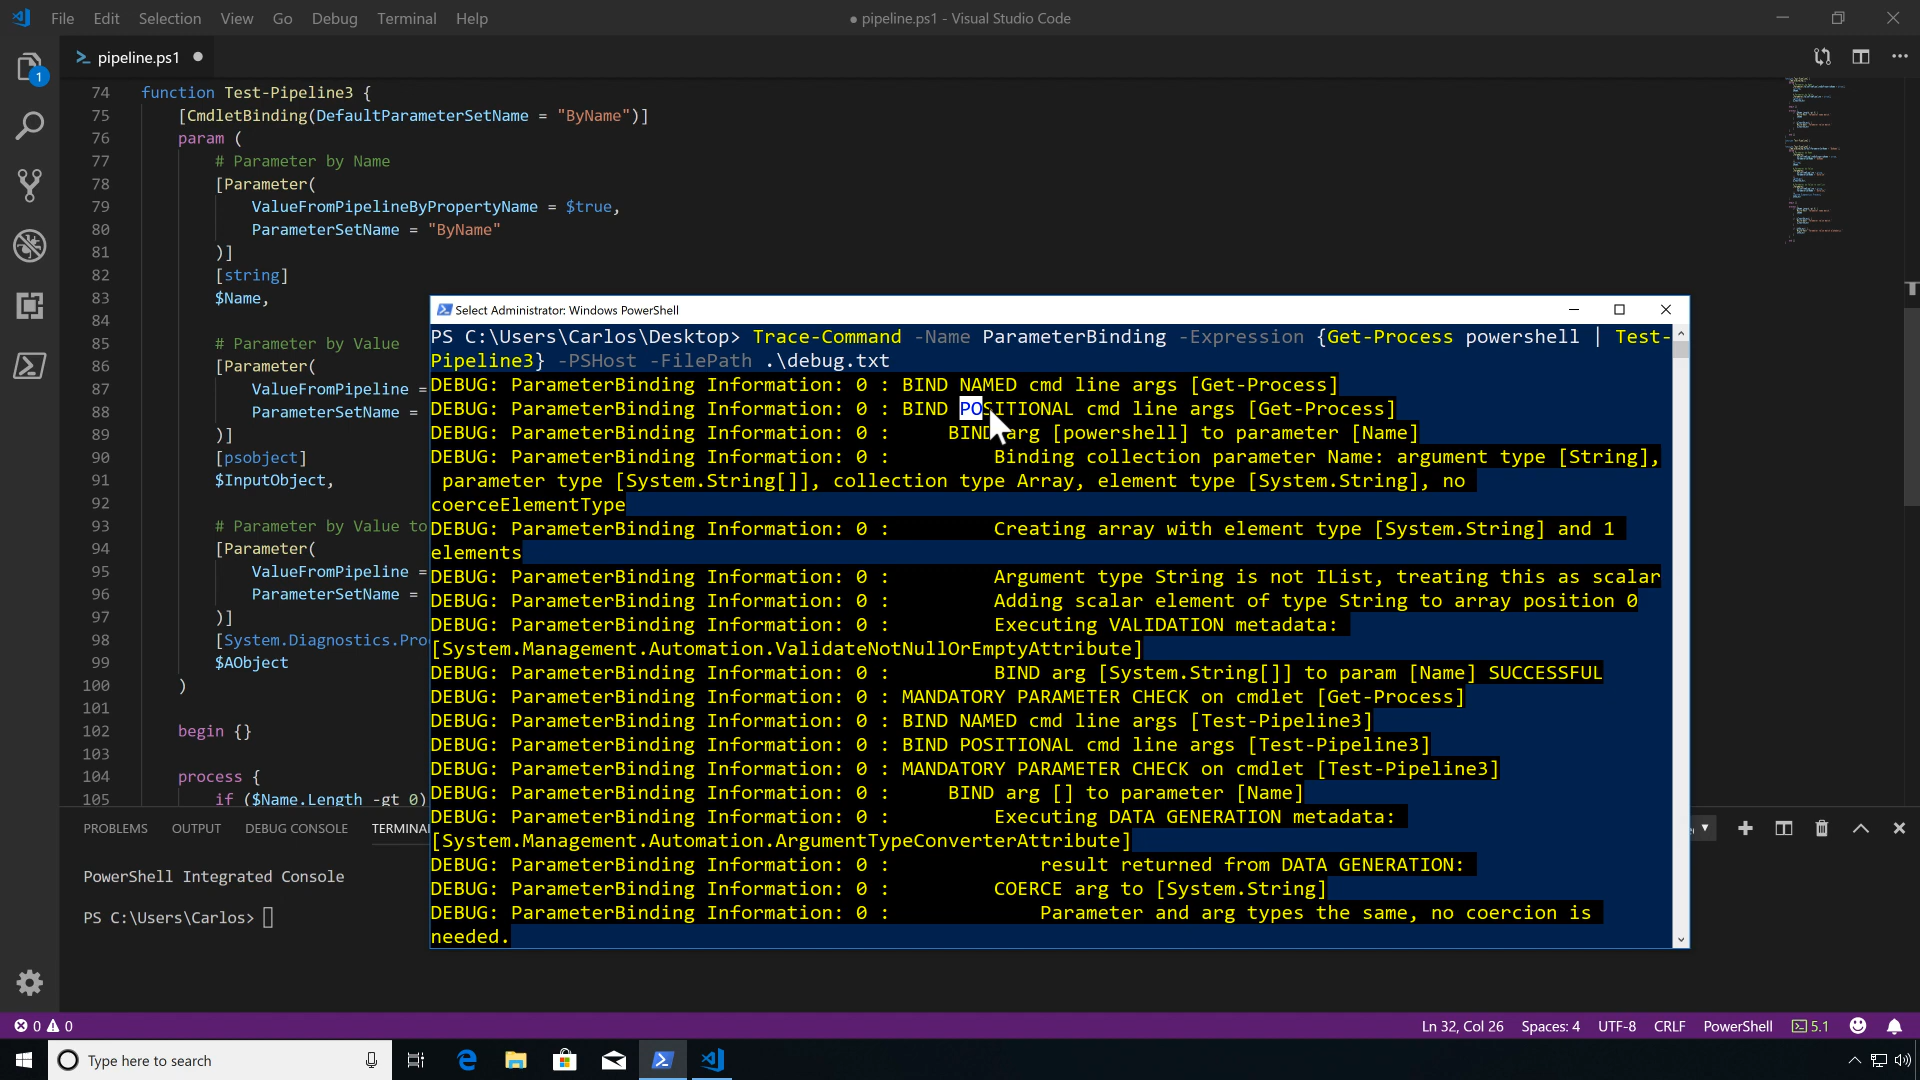 File Edit Selection View Go Debug Terminal Help
● pipeline.ps1 - Visual Studio Code
pipeline.ps1 ●
1
74 function Test-Pipeline3 {
75 [CmdletBinding(DefaultParameterSetName = "ByName")]
76 param (
77 # Parameter by Name
78 [Parameter(
79 ValueFromPipelineByPropertyName = $true,
80 ParameterSetName = "ByName"
81 )]
82 [string]
83 $Name,
84
85 # Parameter by Value
86 [Parameter(
87 ValueFromPipeline =
88 ParameterSetName =
89 )]
90 [psobject]
91 $InputObject,
92
93 # Parameter by Value to
94 [Parameter(
95 ValueFromPipeline =
96 ParameterSetName =
97 )]
98 [System.Diagnostics.Pro
99 $AObject
100 )
101
102 begin {}
103
104 process {
105 if ($Name.Length -gt 0)
Select Administrator: Windows PowerShell
PS C:\Users\Carlos\Desktop> Trace-Command -Name ParameterBinding -Expression {Get-Process powershell | Test-
Pipeline3} -PSHost -FilePath .\debug.txt
DEBUG: ParameterBinding Information: 0 : BIND NAMED cmd line args [Get-Process]
DEBUG: ParameterBinding Information: 0 : BIND POSITIONAL cmd line args [Get-Process]
DEBUG: ParameterBinding Information: 0 : BIND arg [powershell] to parameter [Name]
DEBUG: ParameterBinding Information: 0 : Binding collection parameter Name: argument type [String],
parameter type [System.String[]], collection type Array, element type [System.String], no
coerceElementType
DEBUG: ParameterBinding Information: 0 : Creating array with element type [System.String] and 1
elements
DEBUG: ParameterBinding Information: 0 : Argument type String is not IList, treating this as scalar
DEBUG: ParameterBinding Information: 0 : Adding scalar element of type String to array position 0
DEBUG: ParameterBinding Information: 0 : Executing VALIDATION metadata:
[System.Management.Automation.ValidateNotNullOrEmptyAttribute]
DEBUG: ParameterBinding Information: 0 : BIND arg [System.String[]] to param [Name] SUCCESSFUL
DEBUG: ParameterBinding Information: 0 : MANDATORY PARAMETER CHECK on cmdlet [Get-Process]
DEBUG: ParameterBinding Information: 0 : BIND NAMED cmd line args [Test-Pipeline3]
DEBUG: ParameterBinding Information: 0 : BIND POSITIONAL cmd line args [Test-Pipeline3]
DEBUG: ParameterBinding Information: 0 : MANDATORY PARAMETER CHECK on cmdlet [Test-Pipeline3]
DEBUG: ParameterBinding Information: 0 : BIND arg [] to parameter [Name]
DEBUG: ParameterBinding Information: 0 : Executing DATA GENERATION metadata:
[System.Management.Automation.ArgumentTypeConverterAttribute]
DEBUG: ParameterBinding Information: 0 : result returned from DATA GENERATION:
DEBUG: ParameterBinding Information: 0 : COERCE arg to [System.String]
DEBUG: ParameterBinding Information: 0 : Parameter and arg types the same, no coercion is
needed.
PROBLEMS OUTPUT DEBUG CONSOLE TERMINA
PowerShell Integrated Console
PS C:\Users\Carlos>
0 0
Ln 32, Col 26 Spaces: 4 UTF-8 CRLF PowerShell 5.1
Type here to search